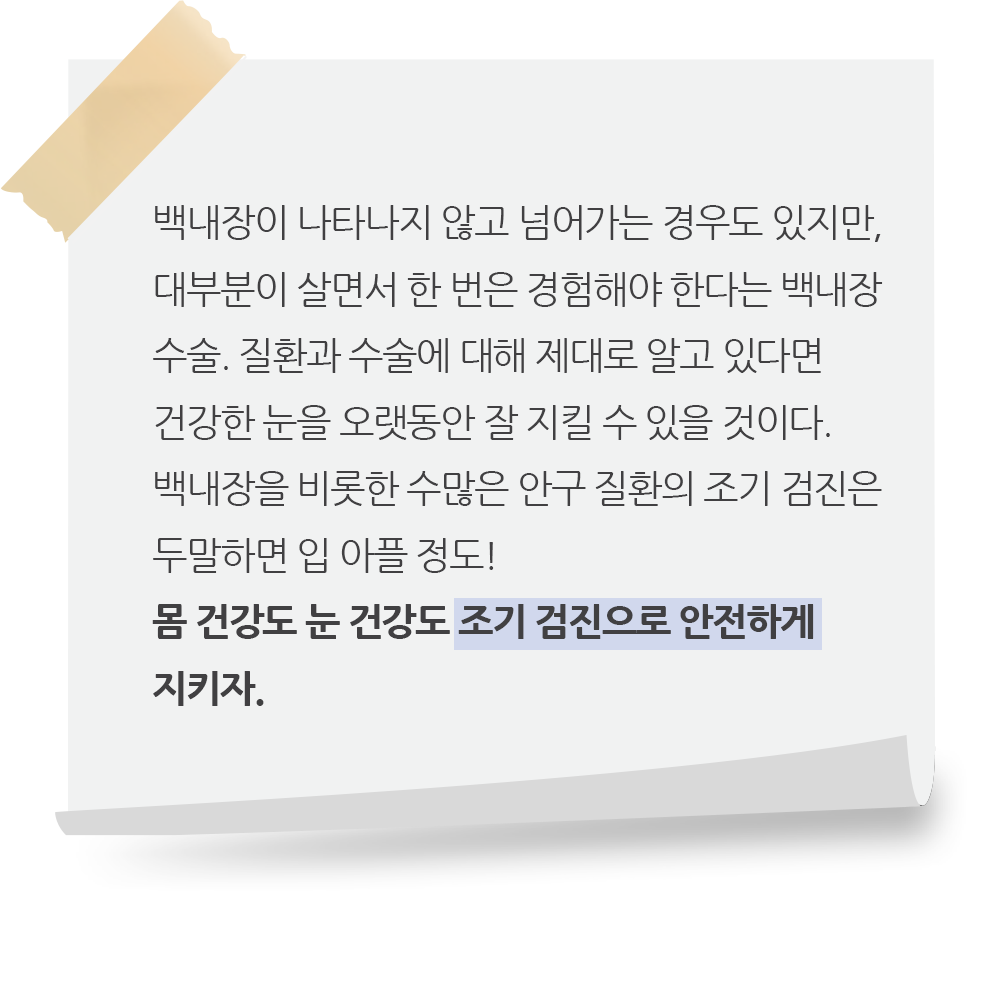 백내장이 나타나지 않고 넘어가는 경우도 있지만,
대부분이 살면서 한 번은 경험해야 한다는 백내장
수술. 질환과 수술에 대해 제대로 알고 있다면
건강한 눈을 오랫동안 잘 지킬 수 있을 것이다.
백내장을 비롯한 수많은 안구 질환의 조기 검진은
두말하면 입 아플 정도!
몸 건강도 눈 건강도 조기 검진으로 안전하게
지키자.